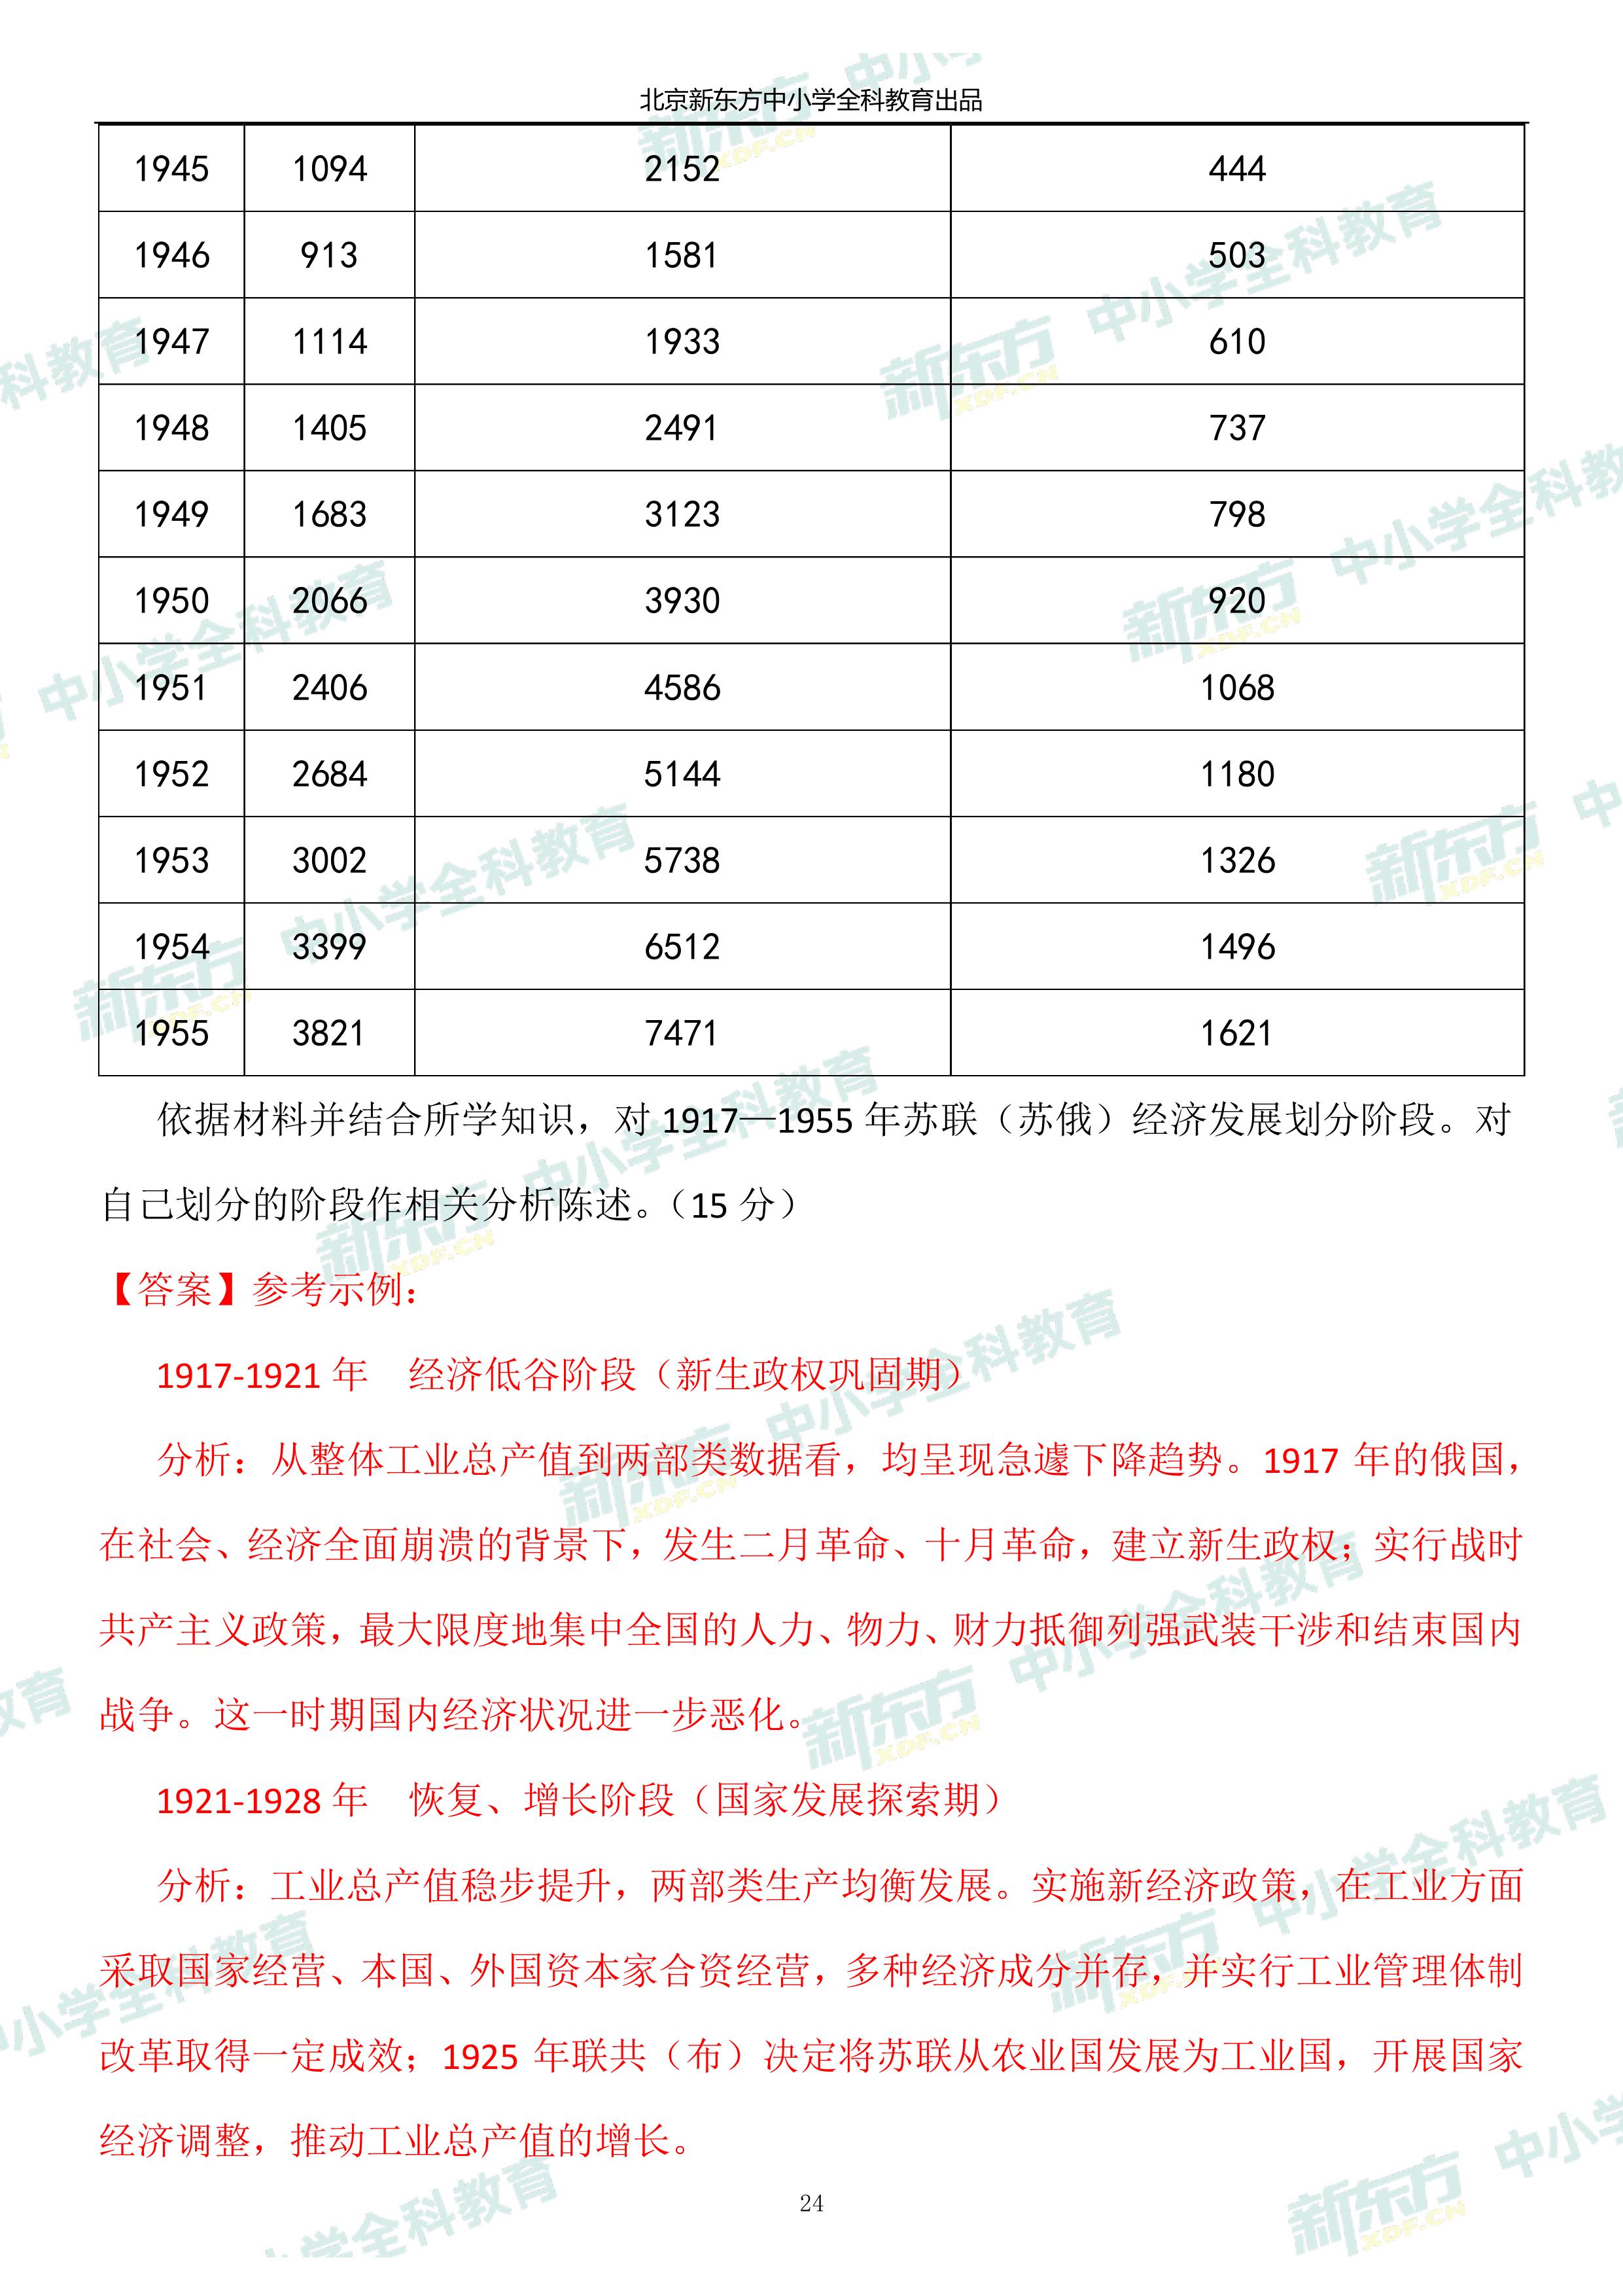 北京新东方中小学全科教育出品
1945 1094 2152 444
1946 913 1581 503
1947 1114 1933 610
1948 1405 2491 737
1949 1683 3123 798
1950 2066 3930 920
1951 2406 4586 1068
1952 2684 5144 1180
1953 3002 5738 1326
1954 3399 6512 1496
1955 3821 7471 1621
依据材料并结合所学知识，对 1917—1955 年苏联（苏俄）经济发展划分阶段。对
自己划分的阶段作相关分析陈述。（15 分）
【答案】参考示例：
1917-1921 年　经济低谷阶段（新生政权巩固期）
分析：从整体工业总产值到两部类数据看，均呈现急遽下降趋势。1917 年的俄国，
在社会、经济全面崩溃的背景下，发生二月革命、十月革命，建立新生政权；实行战时
共产主义政策，最大限度地集中全国的人力、物力、财力抵御列强武装干涉和结束国内
战争。这一时期国内经济状况进一步恶化。
1921-1928 年　恢复、增长阶段（国家发展探索期）
分析：工业总产值稳步提升，两部类生产均衡发展。实施新经济政策，在工业方面
采取国家经营、本国、外国资本家合资经营，多种经济成分并存，并实行工业管理体制
改革取得一定成效；1925 年联共（布）决定将苏联从农业国发展为工业国，开展国家
经济调整，推动工业总产值的增长。
24
新东方 XDF.CN 中小学全科教育